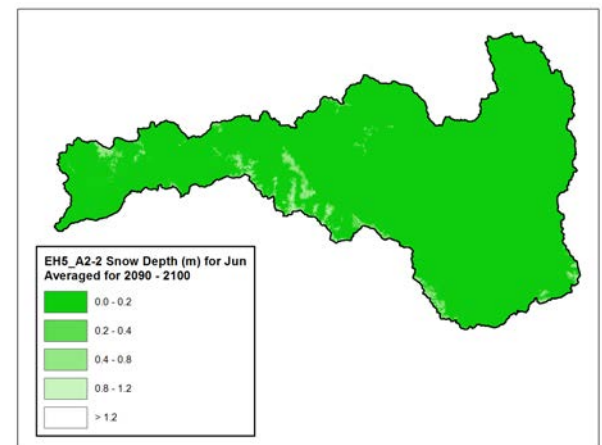 EH5_A2-2 Snow Depth (m) for Jun
Averaged for 2090 - 2100
0.0 - 0.2
0.2 - 0.4
0.4 - 0.8
0.8 - 1.2
> 1.2